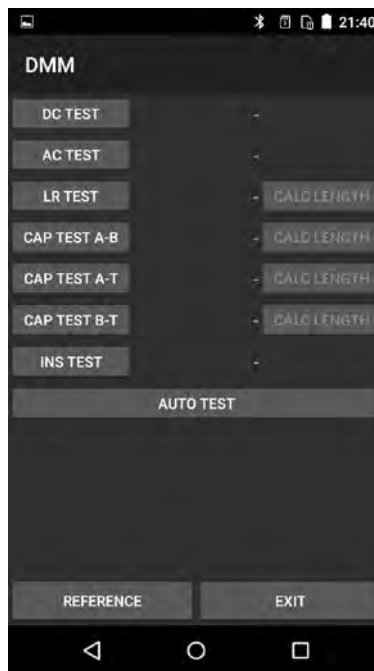 21:40
DMM
DC TEST -
AC TEST -
LR TEST - CALC LENGTH
CAP TEST A-B - CALC LENGTH
CAP TEST A-T - CALC LENGTH
CAP TEST B-T - CALC LENGTH
INS TEST -
AUTO TEST
REFERENCE EXIT